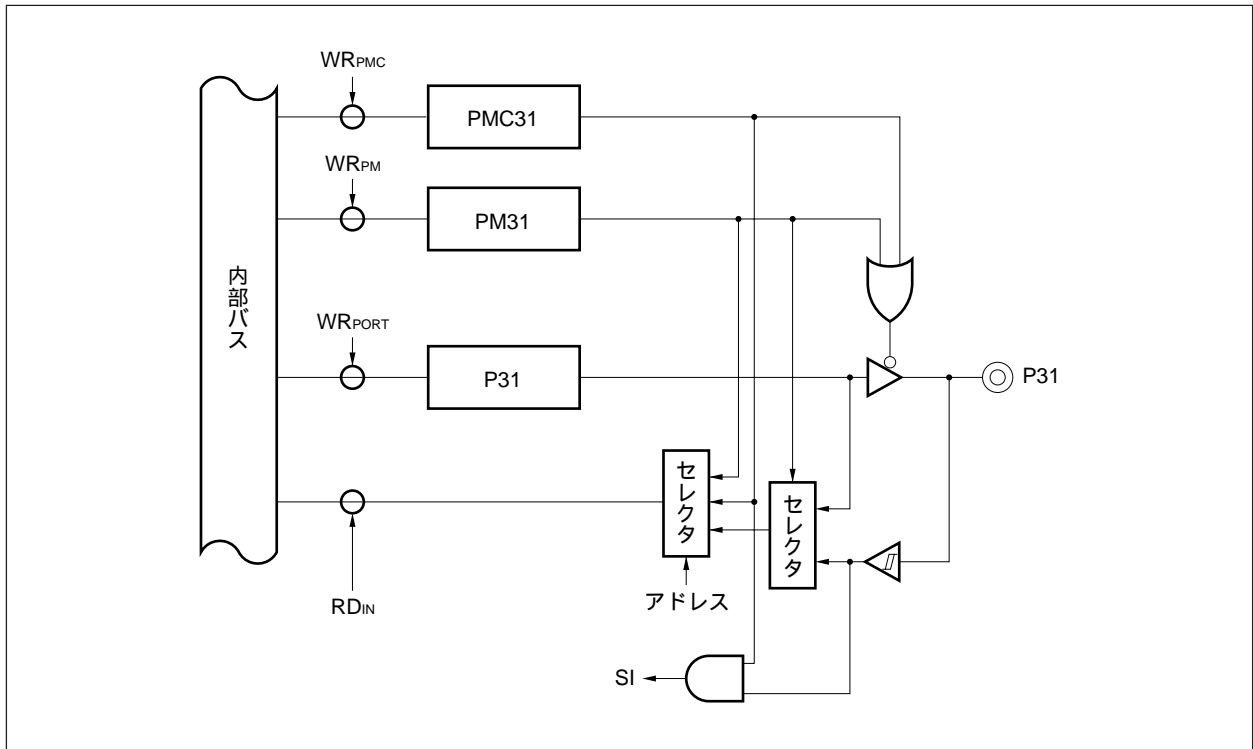 WRPMC
PMC31
WRPM
PM31
内部バス
WRPORT
P31
P31
セレクタ
セレクタ
アドレス
RDIN
SI